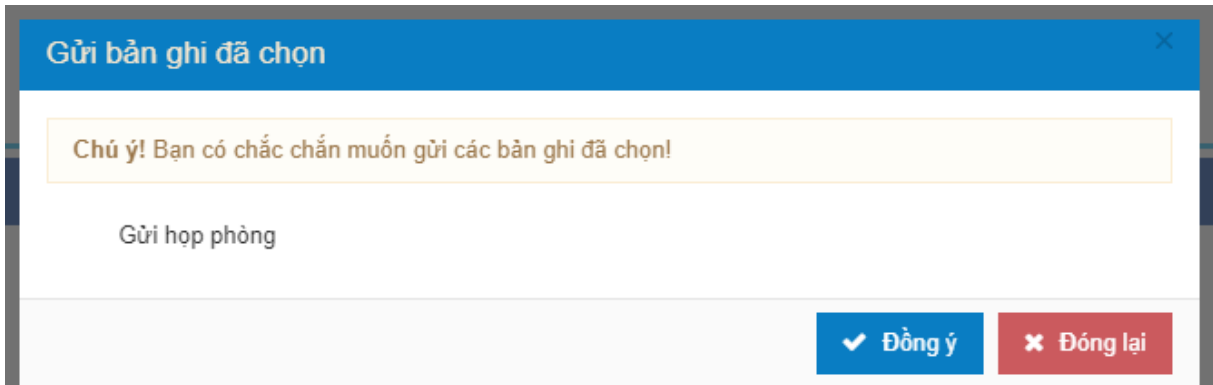 Gửi bản ghi đã chọn
Chú ý! Bạn có chắc chắn muốn gửi các bản ghi đã chọn!
Gửi họp phòng
Đồng ý
Đóng lại